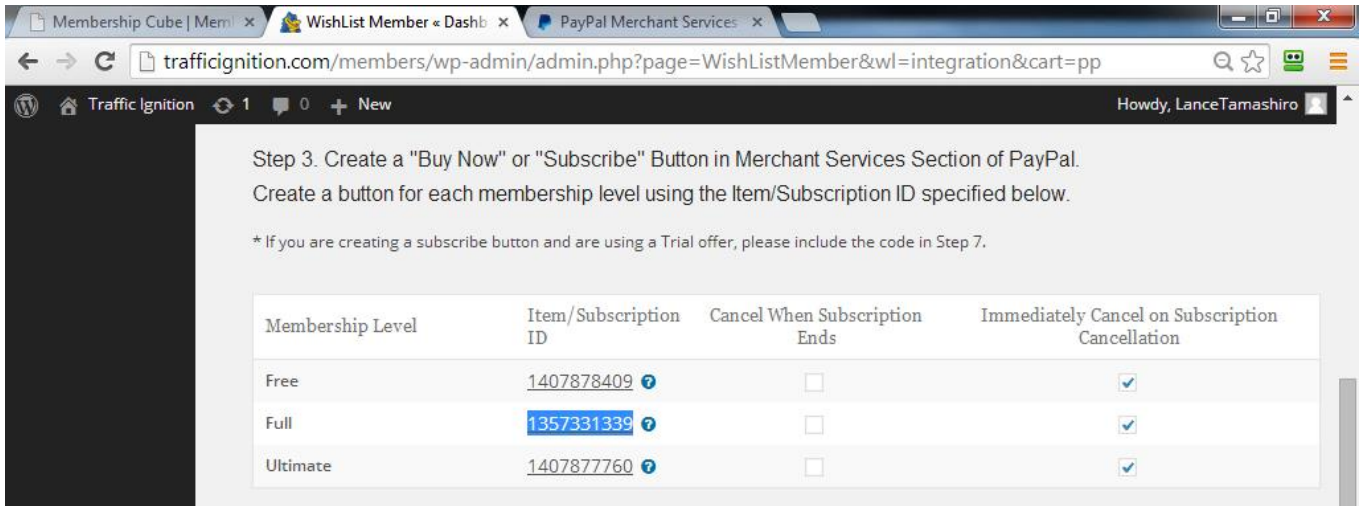 Membership Cube | Meml
WishList Member « Dashb
PayPal Merchant Services
trafficignition.com/members/wp-admin/admin.php?page=WishListMember&wl=integration&cart=pp
Traffic Ignition 1 0 + New Howdy, LanceTamashiro
Step 3. Create a "Buy Now" or "Subscribe" Button in Merchant Services Section of PayPal.
Create a button for each membership level using the Item/Subscription ID specified below.
* If you are creating a subscribe button and are using a Trial offer, please include the code in Step 7.
Membership Level
Item/Subscription
ID
Cancel When Subscription
Ends
Immediately Cancel on Subscription
Cancellation
Free 1407878409
Full 1357331339
Ultimate 1407877760